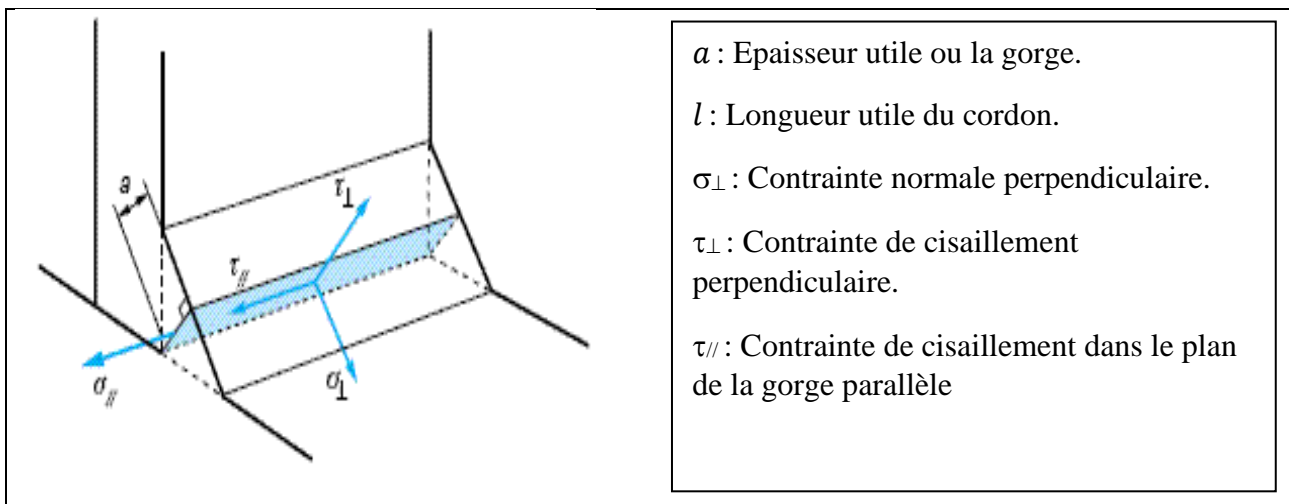 a
τ⊥
τ//
σ//
σ⊥
a : Epaisseur utile ou la gorge.
l : Longueur utile du cordon.
σ⊥ : Contrainte normale perpendiculaire.
τ⊥ : Contrainte de cisaillement
perpendiculaire.
τ// : Contrainte de cisaillement dans le plan
de la gorge parallèle